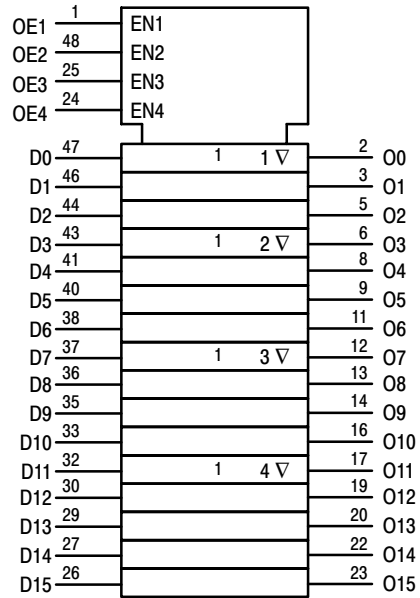 OE1 1 EN1
OE2 48 EN2
OE3 25 EN3
OE4 24 EN4
D0 47 1 1 ∇ 2 O0
D1 46 3 O1
D2 44 5 O2
D3 43 1 2 ∇ 6 O3
D4 41 8 O4
D5 40 9 O5
D6 38 11 O6
D7 37 1 3 ∇ 12 O7
D8 36 13 O8
D9 35 14 O9
D10 33 16 O10
D11 32 1 4 ∇ 17 O11
D12 30 19 O12
D13 29 20 O13
D14 27 22 O14
D15 26 23 O15